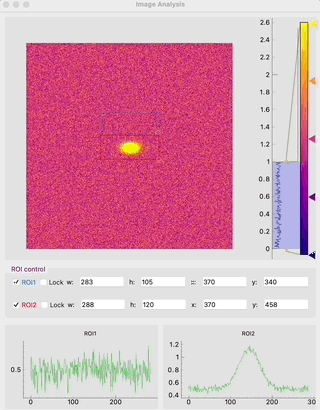 Image Analysis
2.6
2.4
2.2
2
1.8
1.6
1.4
1.2
1
0.8
0.6
0.4
0.2
0
ROI control
ROI1 Lock w: 283 h: 105 :: 370 y: 340
ROI2 Lock w: 288 h: 120 x: 370 y: 458
ROI1
0.5
0 100 200
ROI2
1.2
1
0.8
0.6
0.4
0 100 200 290